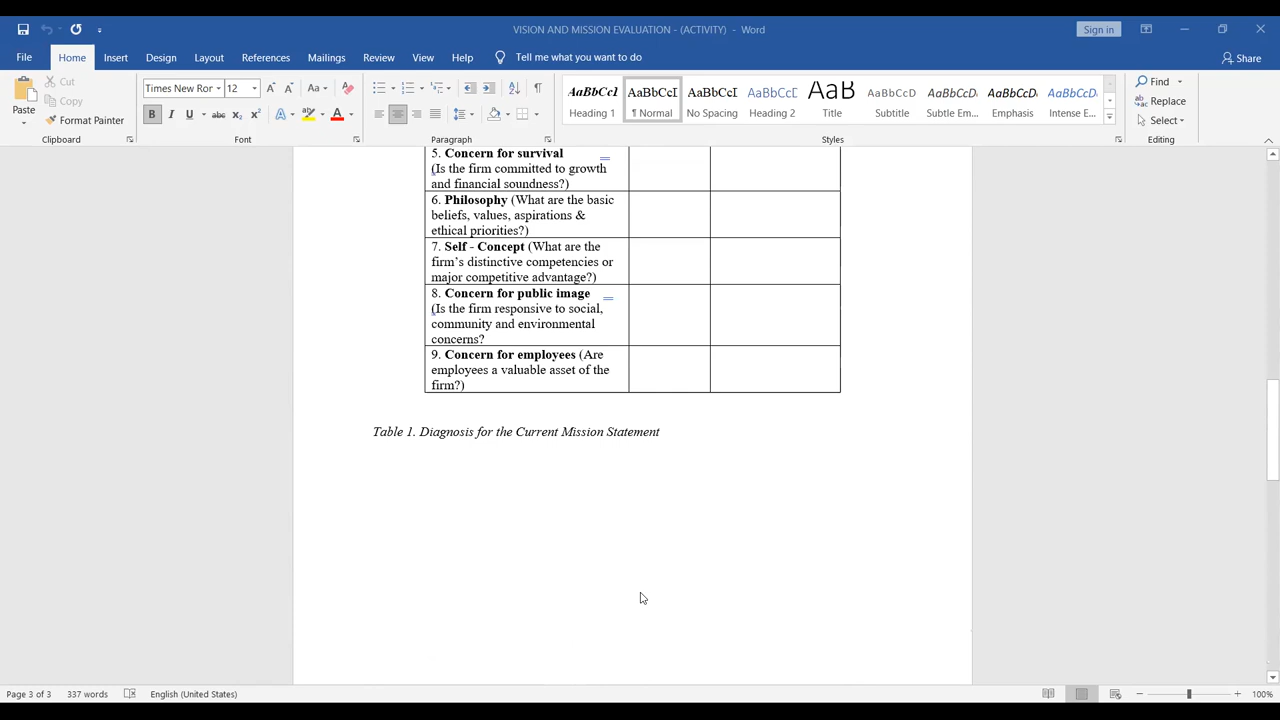 VISION AND MISSION EVALUATION - (ACTIVITY) - Word
Sign in
File Home Insert Design Layout References Mailings Review View Help Tell me what you want to do Share
Paste
Cut
Copy
Format Painter
Clipboard
Times New Ror 12
Font
Paragraph
AaBbCcI Heading 1
AaBbCcI ¶ Normal
AaBbCcI No Spacing
AaBbCcI Heading 2
AaB Title
AaBbCcD Subtitle
AaBbCcD Subtle Em...
AaBbCcDi Emphasis
AaBbCcDi Intense E...
Styles
Find
Replace
Select
Editing
5. Concern for survival
(Is the firm committed to growth
and financial soundness?)
6. Philosophy (What are the basic
beliefs, values, aspirations &
ethical priorities?)
7. Self - Concept (What are the
firm's distinctive competencies or
major competitive advantage?)
8. Concern for public image
(Is the firm responsive to social,
community and environmental
concerns?
9. Concern for employees (Are
employees a valuable asset of the
firm?)
Table 1. Diagnosis for the Current Mission Statement
Page 3 of 3 337 words English (United States) 100%